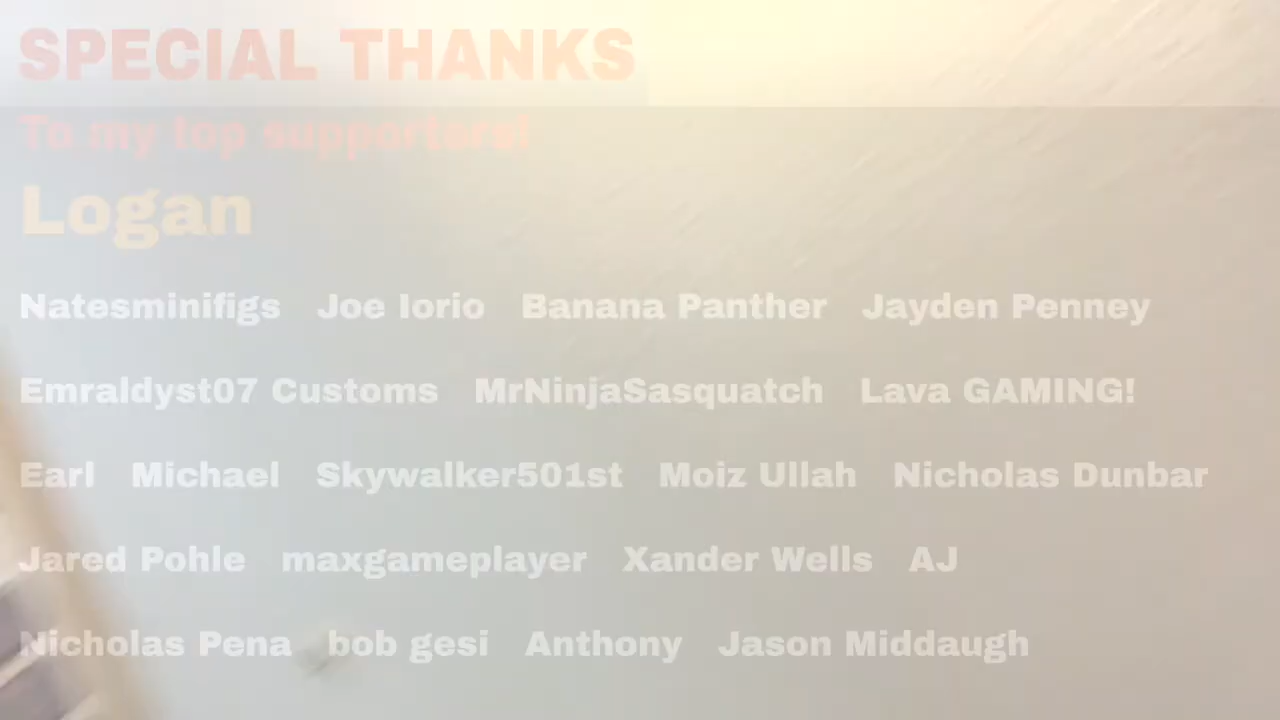 SPECIAL THANKS
To my top supporters!
Logan
Natesminifigs Joe Iorio Banana Panther Jayden Penney
Emraldyst07 Customs MrNinjaSasquatch Lava GAMING!
Earl Michael Skywalker501st Moiz Ullah Nicholas Dunbar
Jared Pohle maxgameplayer Xander Wells AJ
Nicholas Pena bob gesi Anthony Jason Middaugh